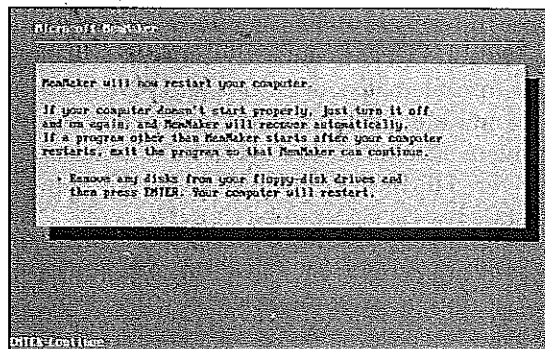 Microsoft MemMaker
MemMaker will now restart your computer.
If your computer doesn't start properly, just turn it off
and on again, and MemMaker will recover automatically.
If a program other than MemMaker starts after your computer
restarts, exit the program so that MemMaker can continue.
• Remove any disks from your floppy-disk drives and
then press ENTER. Your computer will restart.
ENTER=Continue